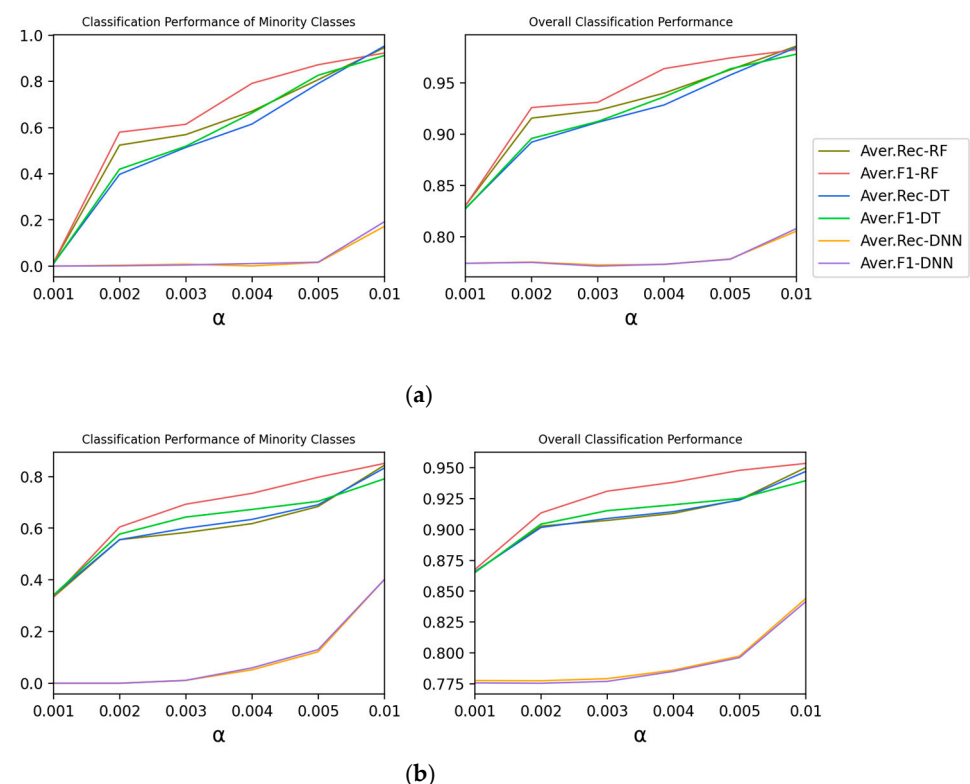 Classification Performance of Minority Classes
1.0
0.8
0.6
0.4
0.2
0.0
0.001 0.002 0.003 0.004 0.005 0.01
α
Overall Classification Performance
0.95
0.90
0.85
0.80
0.001 0.002 0.003 0.004 0.005 0.01
α
Aver.Rec-RF
Aver.F1-RF
Aver.Rec-DT
Aver.F1-DT
Aver.Rec-DNN
Aver.F1-DNN
(a)
Classification Performance of Minority Classes
0.8
0.6
0.4
0.2
0.0
0.001 0.002 0.003 0.004 0.005 0.01
α
Overall Classification Performance
0.950
0.925
0.900
0.875
0.850
0.825
0.800
0.775
0.001 0.002 0.003 0.004 0.005 0.01
α
(b)